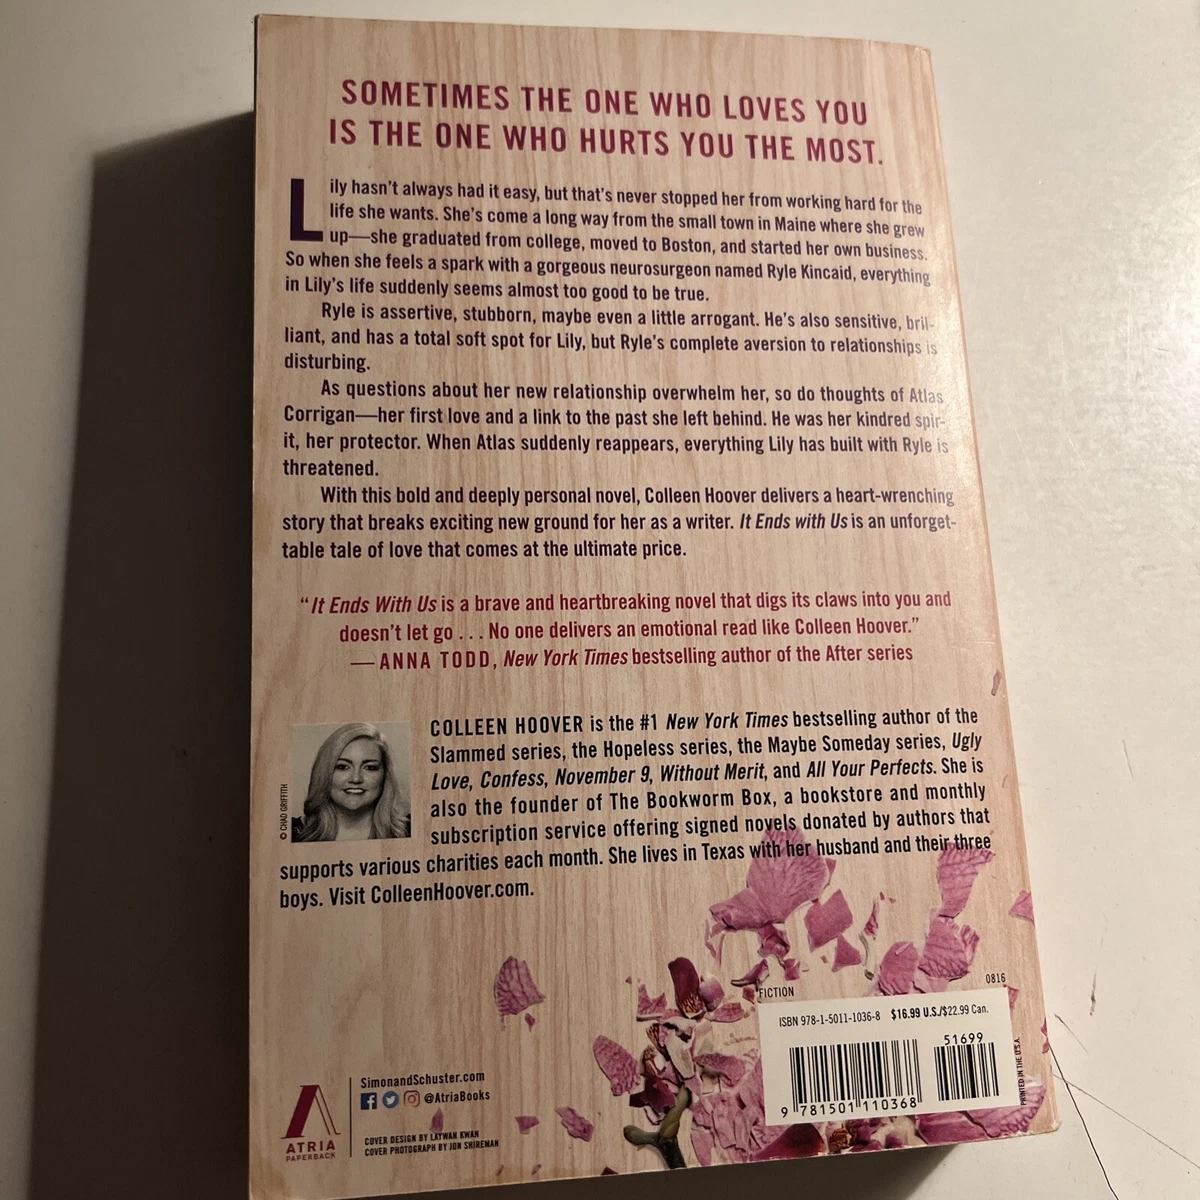 SOMETIMES THE ONE WHO LOVES YOU
IS THE ONE WHO HURTS YOU THE MOST.
Lily hasn't always had it easy, but that's never stopped her from working hard for the
life she wants. She's come a long way from the small town in Maine where she grew
up—she graduated from college, moved to Boston, and started her own business.
So when she feels a spark with a gorgeous neurosurgeon named Ryle Kincaid, everything
in Lily's life suddenly seems almost too good to be true.
Ryle is assertive, stubborn, maybe even a little arrogant. He's also sensitive, bril-
liant, and has a total soft spot for Lily, but Ryle's complete aversion to relationships is
disturbing.
As questions about her new relationship overwhelm her, so do thoughts of Atlas
Corrigan—her first love and a link to the past she left behind. He was her kindred spir-
it, her protector. When Atlas suddenly reappears, everything Lily has built with Ryle is
threatened.
With this bold and deeply personal novel, Colleen Hoover delivers a heart-wrenching
story that breaks exciting new ground for her as a writer. It Ends with Us is an unforget-
table tale of love that comes at the ultimate price.
"It Ends With Us is a brave and heartbreaking novel that digs its claws into you and
doesn't let go . . . No one delivers an emotional read like Colleen Hoover."
— ANNA TODD, New York Times bestselling author of the After series
COLLEEN HOOVER is the #1 New York Times bestselling author of the
Slammed series, the Hopeless series, the Maybe Someday series, Ugly
Love, Confess, November 9, Without Merit, and All Your Perfects. She is
also the founder of The Bookworm Box, a bookstore and monthly
subscription service offering signed novels donated by authors that
supports various charities each month. She lives in Texas with her husband and their three
boys. Visit ColleenHoover.com.
© CHAD GRIFFITH
FICTION
0816
ISBN 978-1-5011-1036-8 $16.99 U.S./$22.99 Can.
51699
9 781501 110368
PRINTED IN THE U.S.A.
SimonandSchuster.com
@AtriaBooks
ATRIA
PAPERBACK
COVER DESIGN BY LAYWAN KWAN
COVER PHOTOGRAPH BY JON SHIREMAN